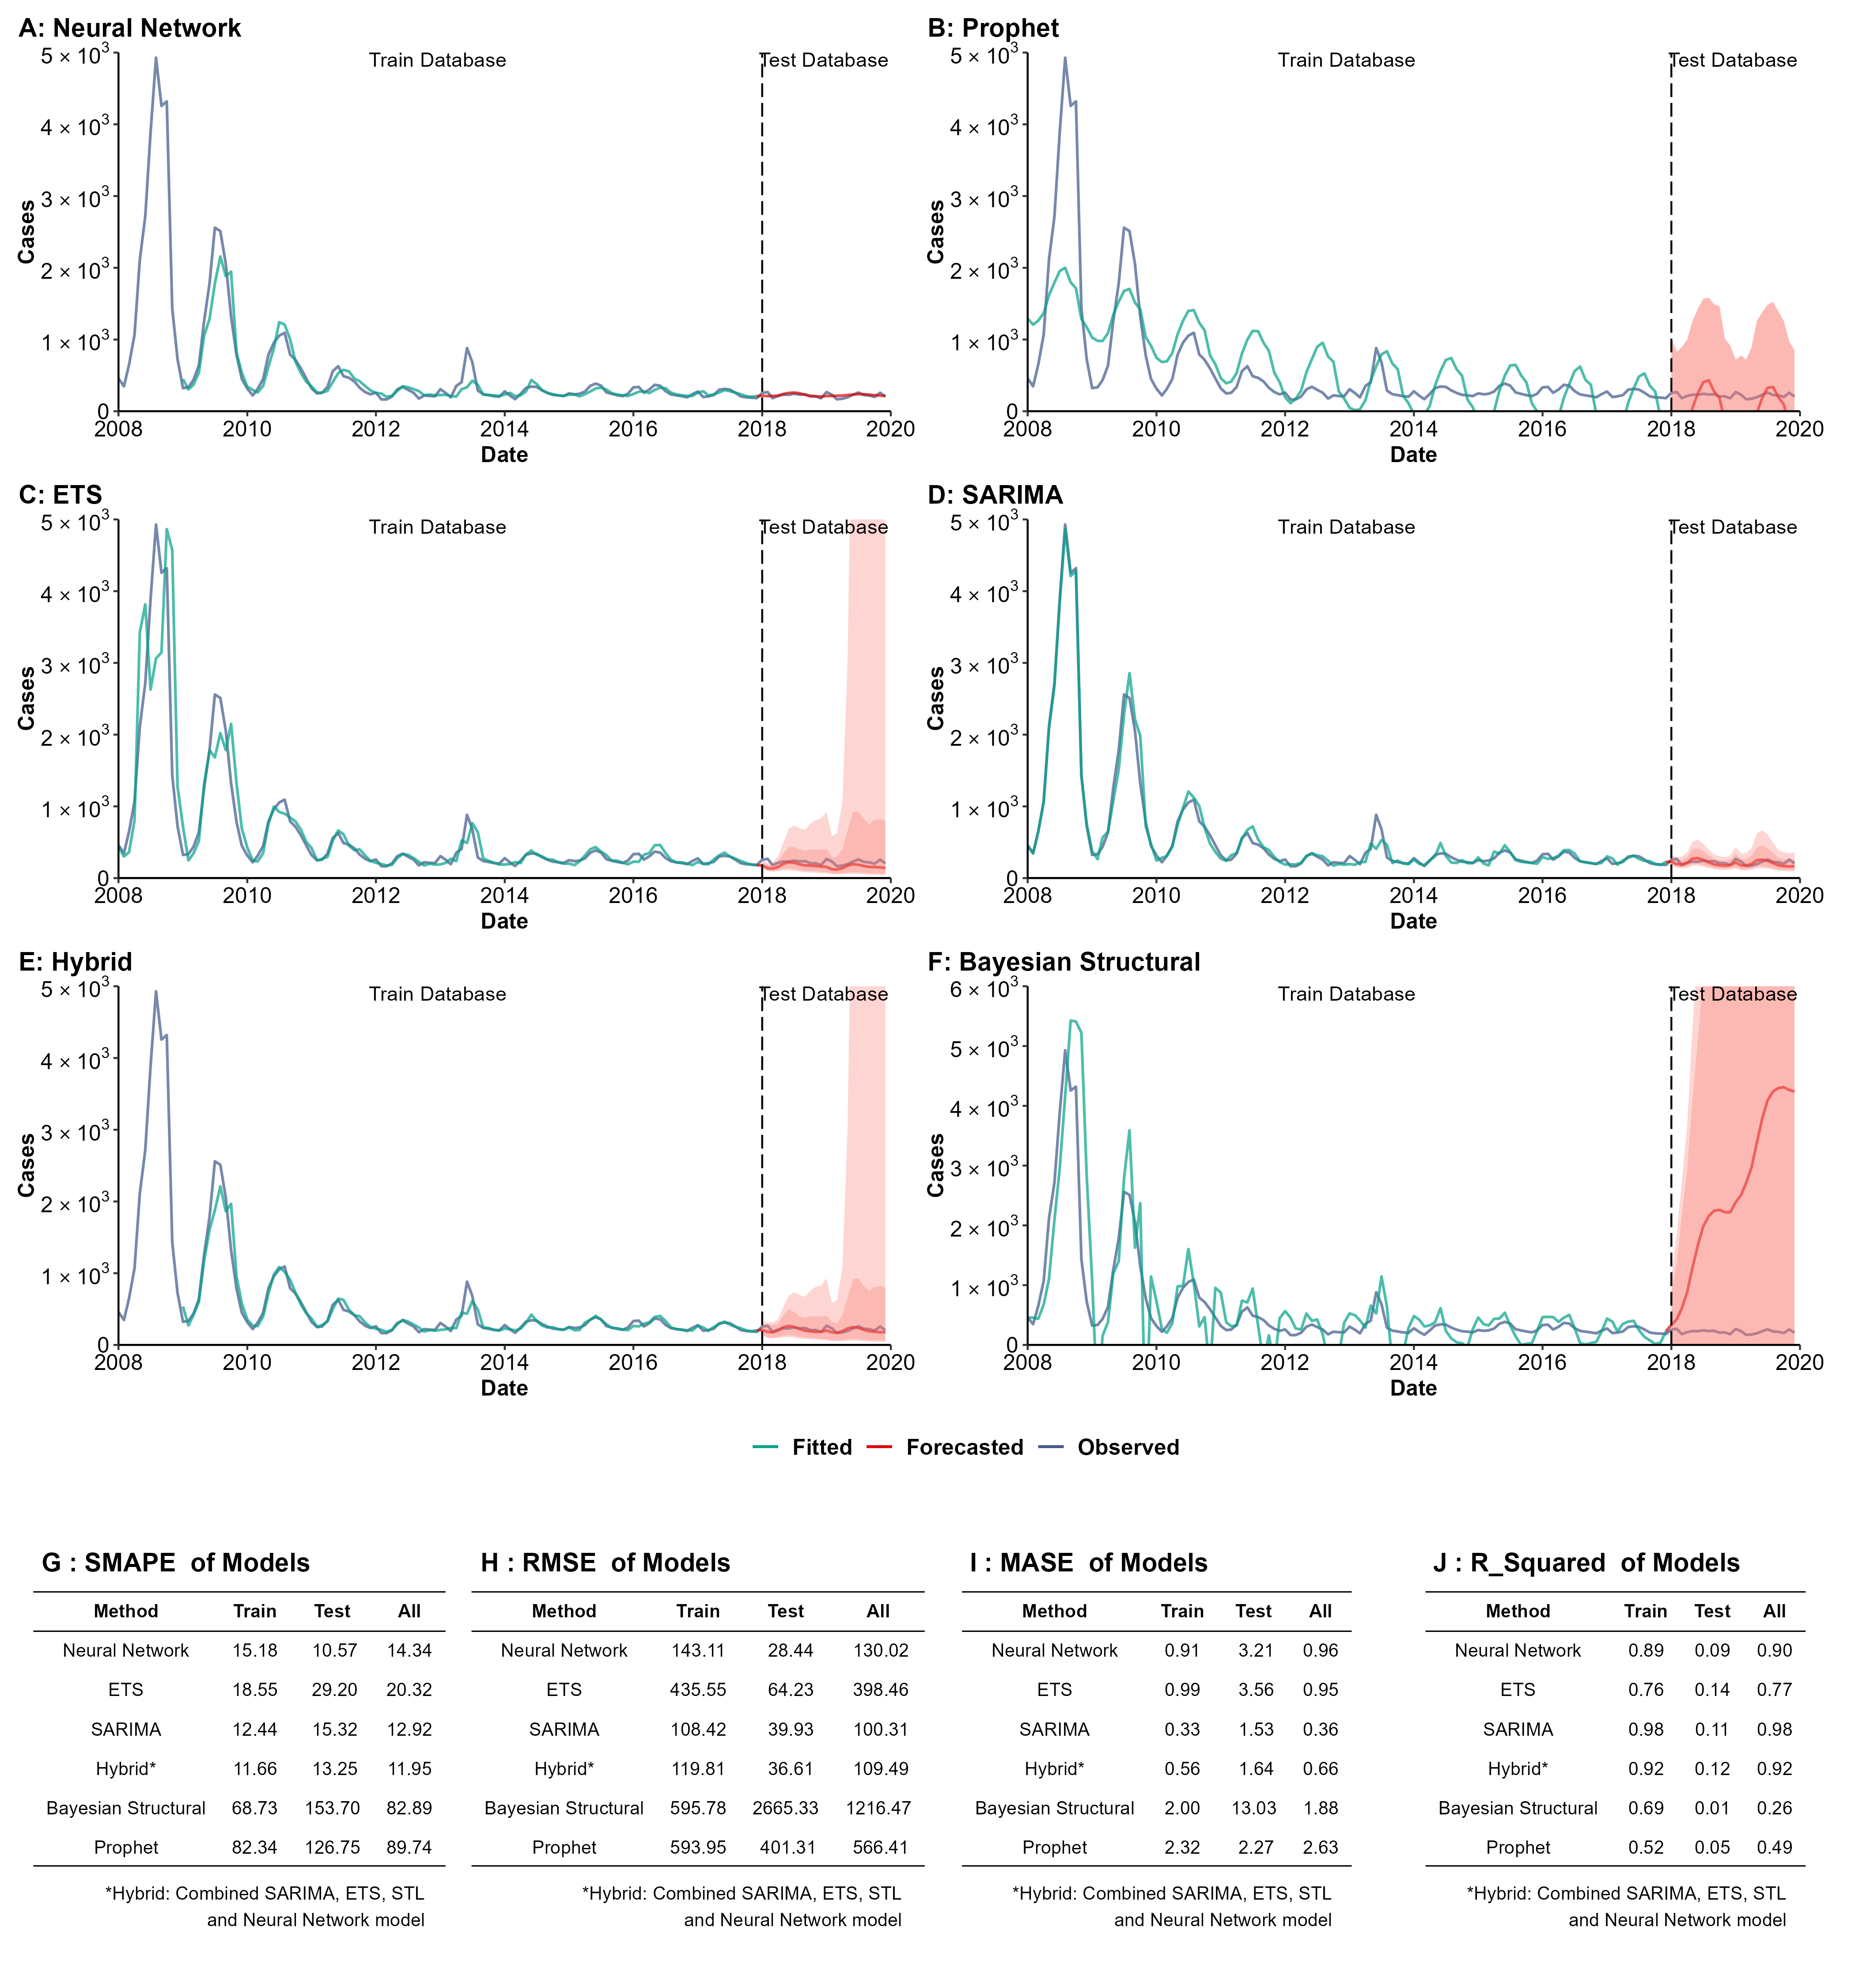 A: Neural Network
Train Database
Test Database
5 × 10³
4 × 10³
3 × 10³
2 × 10³
1 × 10³
0
Cases
2008 2010 2012 2014 2016 2018 2020
Date
B: Prophet
Train Database
Test Database
5 × 10³
4 × 10³
3 × 10³
2 × 10³
1 × 10³
0
Cases
2008 2010 2012 2014 2016 2018 2020
Date
C: ETS
Train Database
Test Database
5 × 10³
4 × 10³
3 × 10³
2 × 10³
1 × 10³
0
Cases
2008 2010 2012 2014 2016 2018 2020
Date
D: SARIMA
Train Database
Test Database
5 × 10³
4 × 10³
3 × 10³
2 × 10³
1 × 10³
0
Cases
2008 2010 2012 2014 2016 2018 2020
Date
E: Hybrid
Train Database
Test Database
5 × 10³
4 × 10³
3 × 10³
2 × 10³
1 × 10³
0
Cases
2008 2010 2012 2014 2016 2018 2020
Date
F: Bayesian Structural
Train Database
Test Database
6 × 10³
5 × 10³
4 × 10³
3 × 10³
2 × 10³
1 × 10³
0
Cases
2008 2010 2012 2014 2016 2018 2020
Date
Fitted Forecasted Observed
G : SMAPE of Models
Method Train Test All
Neural Network 15.18 10.57 14.34
ETS 18.55 29.20 20.32
SARIMA 12.44 15.32 12.92
Hybrid* 11.66 13.25 11.95
Bayesian Structural 68.73 153.70 82.89
Prophet 82.34 126.75 89.74
*Hybrid: Combined SARIMA, ETS, STL
and Neural Network model
H : RMSE of Models
Method Train Test All
Neural Network 143.11 28.44 130.02
ETS 435.55 64.23 398.46
SARIMA 108.42 39.93 100.31
Hybrid* 119.81 36.61 109.49
Bayesian Structural 595.78 2665.33 1216.47
Prophet 593.95 401.31 566.41
*Hybrid: Combined SARIMA, ETS, STL
and Neural Network model
I : MASE of Models
Method Train Test All
Neural Network 0.91 3.21 0.96
ETS 0.99 3.56 0.95
SARIMA 0.33 1.53 0.36
Hybrid* 0.56 1.64 0.66
Bayesian Structural 2.00 13.03 1.88
Prophet 2.32 2.27 2.63
*Hybrid: Combined SARIMA, ETS, STL
and Neural Network model
J : R_Squared of Models
Method Train Test All
Neural Network 0.89 0.09 0.90
ETS 0.76 0.14 0.77
SARIMA 0.98 0.11 0.98
Hybrid* 0.92 0.12 0.92
Bayesian Structural 0.69 0.01 0.26
Prophet 0.52 0.05 0.49
*Hybrid: Combined SARIMA, ETS, STL
and Neural Network model